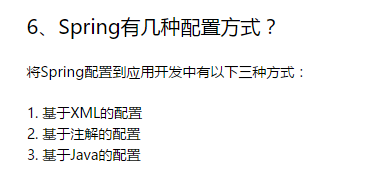 6、Spring有几种配置方式？
将Spring配置到应用开发中有以下三种方式：
1. 基于XML的配置
2. 基于注解的配置
3. 基于Java的配置